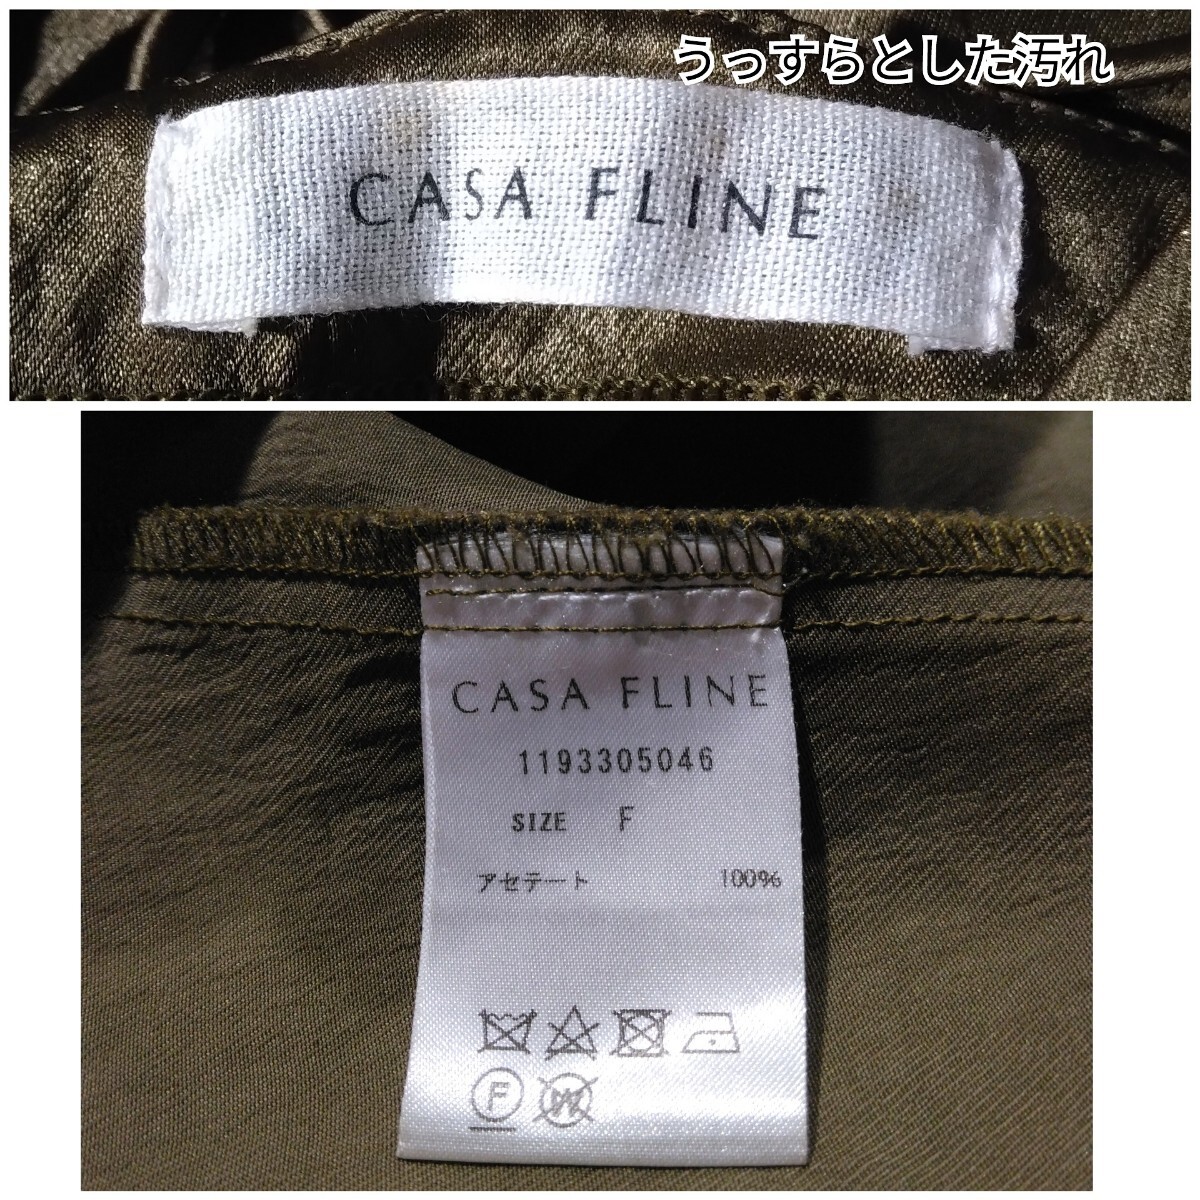 うっすらとした汚れ
CASA FLINE
CASA FLINE
1193305046
SIZE F
アセテート 100%
F
W